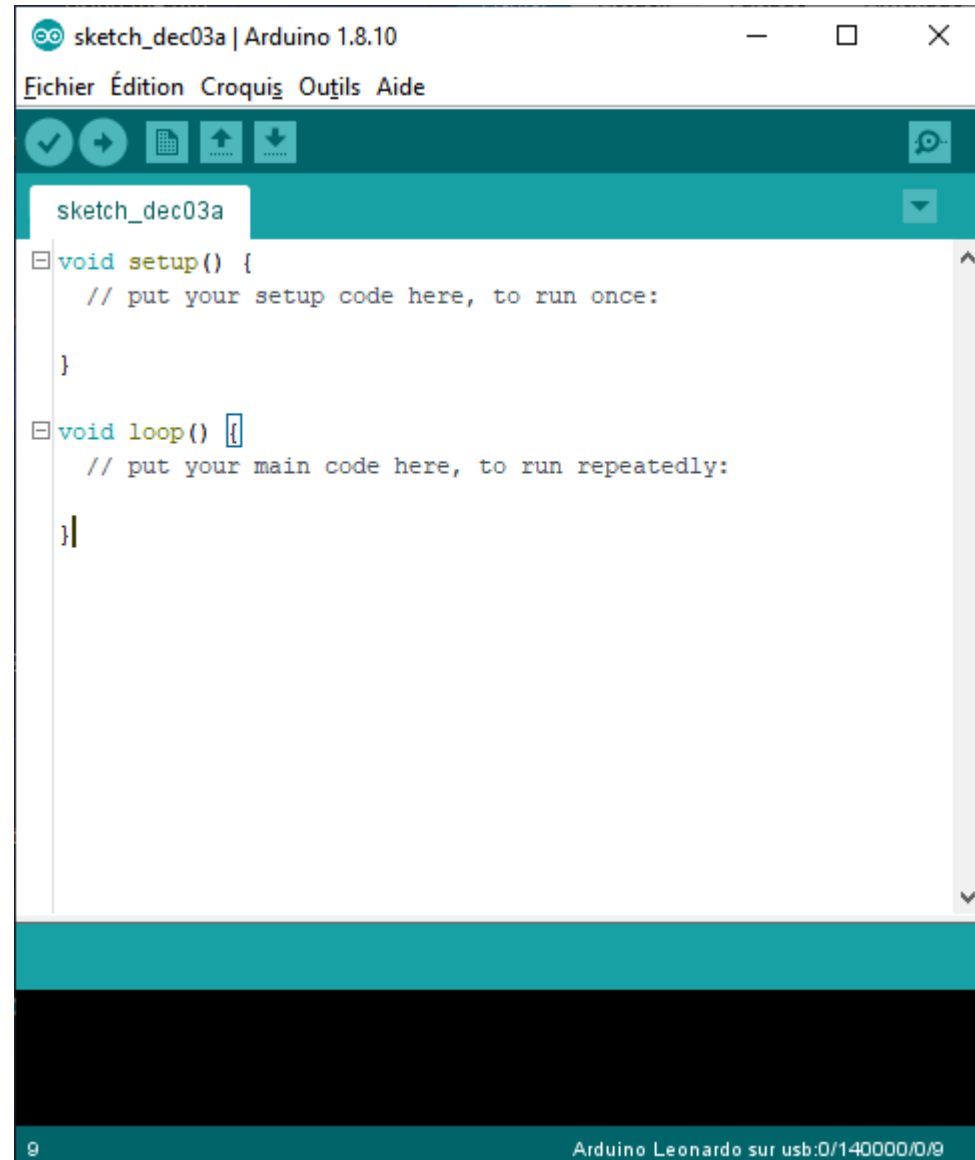 sketch_dec03a | Arduino 1.8.10
Fichier Édition Croquis Outils Aide
sketch_dec03a
void setup() {
// put your setup code here, to run once:
}
void loop() {
// put your main code here, to run repeatedly:
}
9 Arduino Leonardo sur usb:0/140000/0/9